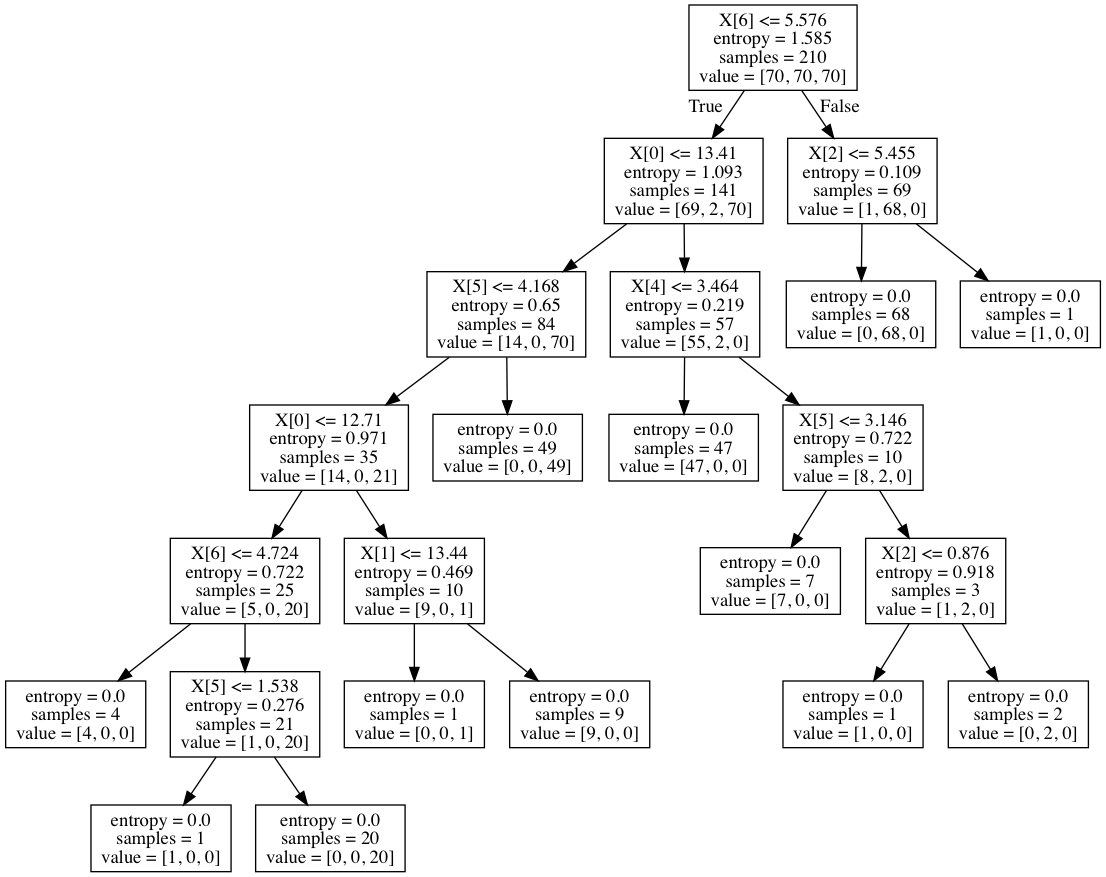 X[6] <= 5.576
entropy = 1.585
samples = 210
value = [70, 70, 70]
True
False
X[0] <= 13.41
entropy = 1.093
samples = 141
value = [69, 2, 70]
X[2] <= 5.455
entropy = 0.109
samples = 69
value = [1, 68, 0]
X[5] <= 4.168
entropy = 0.65
samples = 84
value = [14, 0, 70]
X[4] <= 3.464
entropy = 0.219
samples = 57
value = [55, 2, 0]
entropy = 0.0
samples = 68
value = [0, 68, 0]
entropy = 0.0
samples = 1
value = [1, 0, 0]
X[0] <= 12.71
entropy = 0.971
samples = 35
value = [14, 0, 21]
entropy = 0.0
samples = 49
value = [0, 0, 49]
entropy = 0.0
samples = 47
value = [47, 0, 0]
X[5] <= 3.146
entropy = 0.722
samples = 10
value = [8, 2, 0]
X[6] <= 4.724
entropy = 0.722
samples = 25
value = [5, 0, 20]
X[1] <= 13.44
entropy = 0.469
samples = 10
value = [9, 0, 1]
entropy = 0.0
samples = 7
value = [7, 0, 0]
X[2] <= 0.876
entropy = 0.918
samples = 3
value = [1, 2, 0]
entropy = 0.0
samples = 4
value = [4, 0, 0]
X[5] <= 1.538
entropy = 0.276
samples = 21
value = [1, 0, 20]
entropy = 0.0
samples = 1
value = [0, 0, 1]
entropy = 0.0
samples = 9
value = [9, 0, 0]
entropy = 0.0
samples = 1
value = [1, 0, 0]
entropy = 0.0
samples = 2
value = [0, 2, 0]
entropy = 0.0
samples = 1
value = [1, 0, 0]
entropy = 0.0
samples = 20
value = [0, 0, 20]